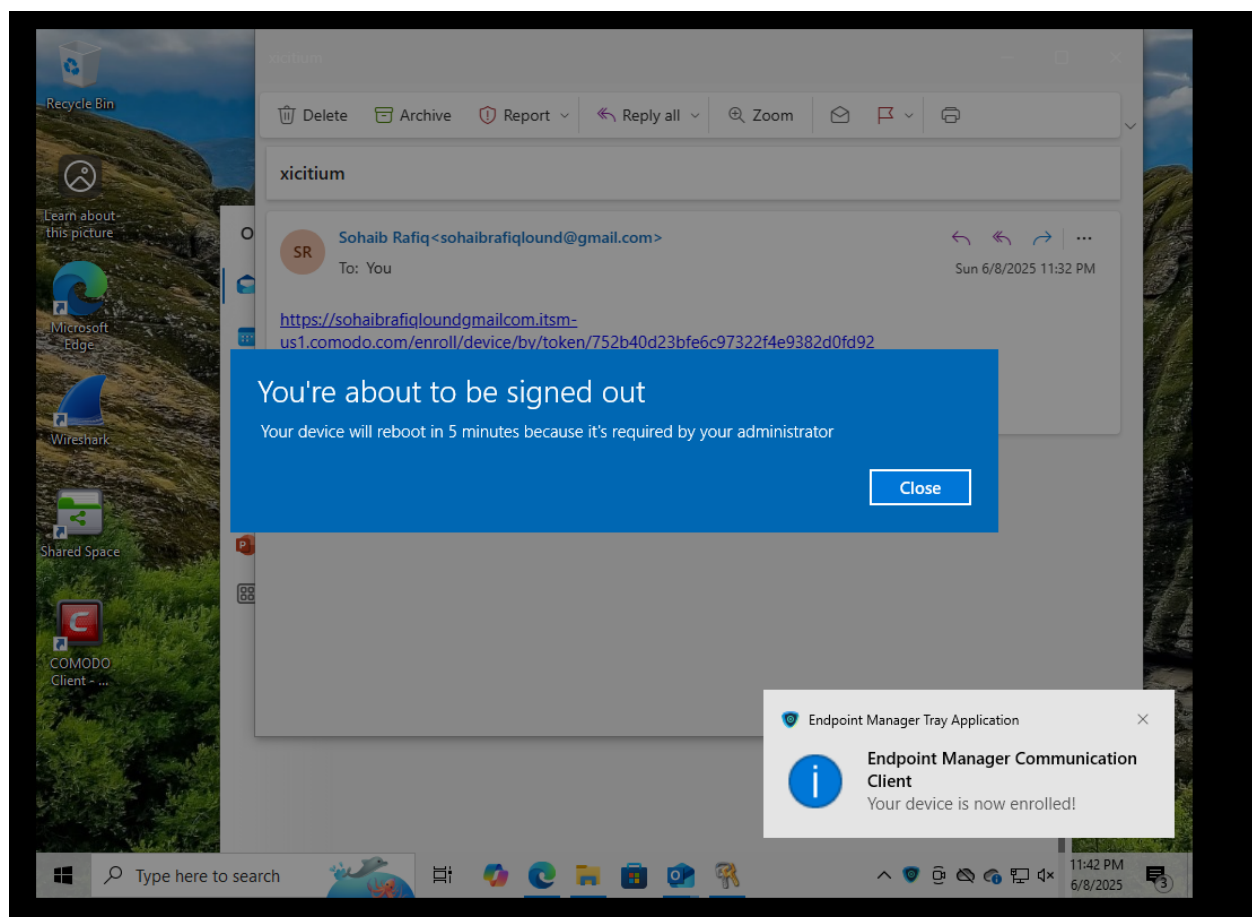 xicitium
Recycle Bin
Delete
Archive
Report
Reply all
Zoom
xicitium
Learn about
this picture
O
SR
Sohaib Rafiq<sohaibrafiqlound@gmail.com>
To: You
Sun 6/8/2025 11:32 PM
Microsoft
Edge
https://sohaibrafiqloundgmailcom.itsm-
us1.comodo.com/enroll/device/by/token/752b40d23bfe6c97322f4e9382d0fd92
You're about to be signed out
Your device will reboot in 5 minutes because it's required by your administrator
Close
Wireshark
Shared Space
COMODO
Client - ...
Endpoint Manager Tray Application
Endpoint Manager Communication
Client
Your device is now enrolled!
Type here to search
11:42 PM
6/8/2025
3